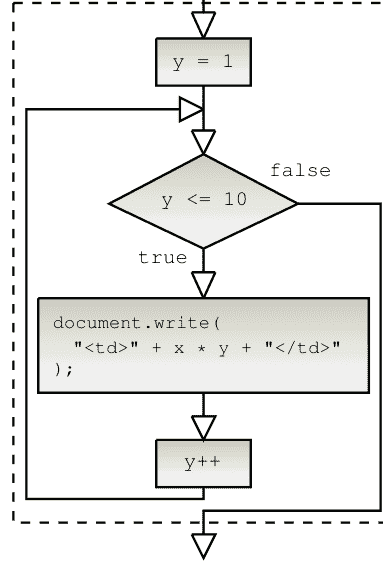 y = 1
y <= 10
false
true
document.write(
"<td>" + x * y + "</td>"
);
y++